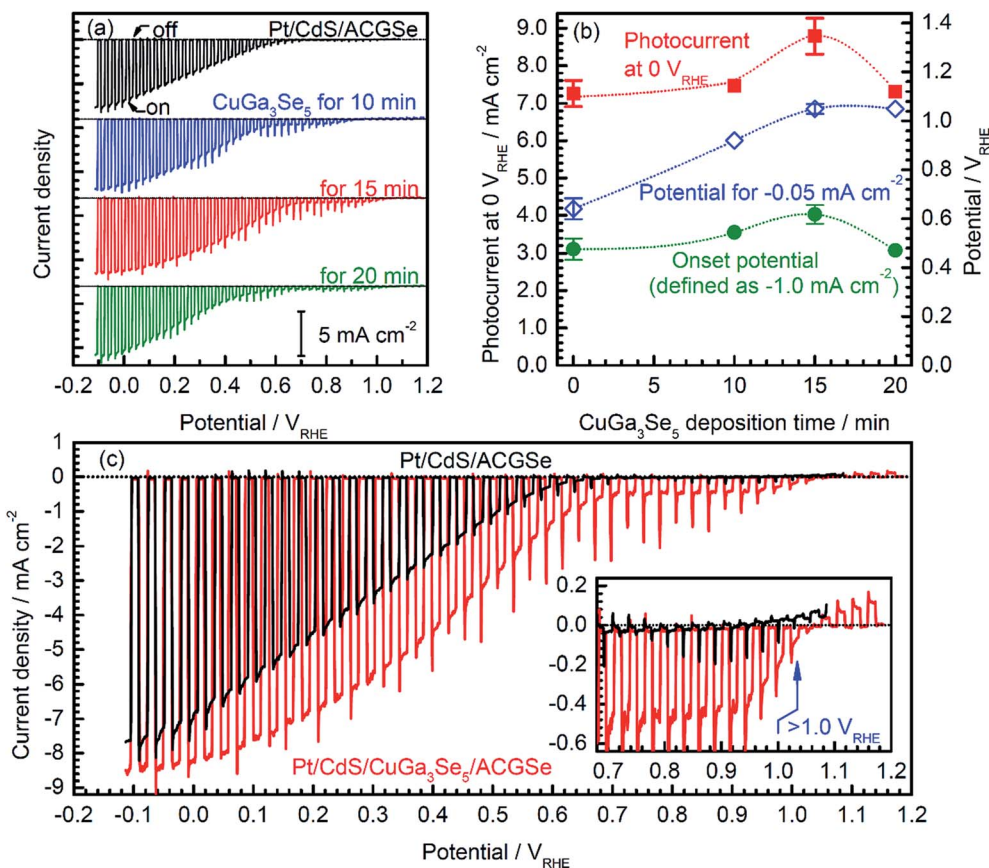 (a)
off
Pt/CdS/ACGSe
on
CuGa3Se5 for 10 min
for 15 min
for 20 min
5 mA cm-2
Current density
-0.2 0.0 0.2 0.4 0.6 0.8 1.0 1.2
Potential / VRHE
(b)
Photocurrent
at 0 VRHE
Potential for -0.05 mA cm-2
Onset potential
(defined as -1.0 mA cm-2)
Photocurrent at 0 VRHE / mA cm-2
9.0
8.0
7.0
6.0
5.0
4.0
3.0
2.0
1.0
0.0
1.4
1.2
1.0
0.8
0.6
0.4
0.2
0.0
Potential / VRHE
0 5 10 15 20
CuGa3Se5 deposition time / min
(c)
Pt/CdS/ACGSe
Pt/CdS/CuGa3Se5/ACGSe
Current density / mA cm-2
1
0
-1
-2
-3
-4
-5
-6
-7
-8
-9
-0.2 -0.1 0.0 0.1 0.2 0.3 0.4 0.5 0.6 0.7 0.8 0.9 1.0 1.1 1.2
Potential / VRHE
0.2
0.0
-0.2
-0.4
-0.6
>1.0 VRHE
0.7 0.8 0.9 1.0 1.1 1.2